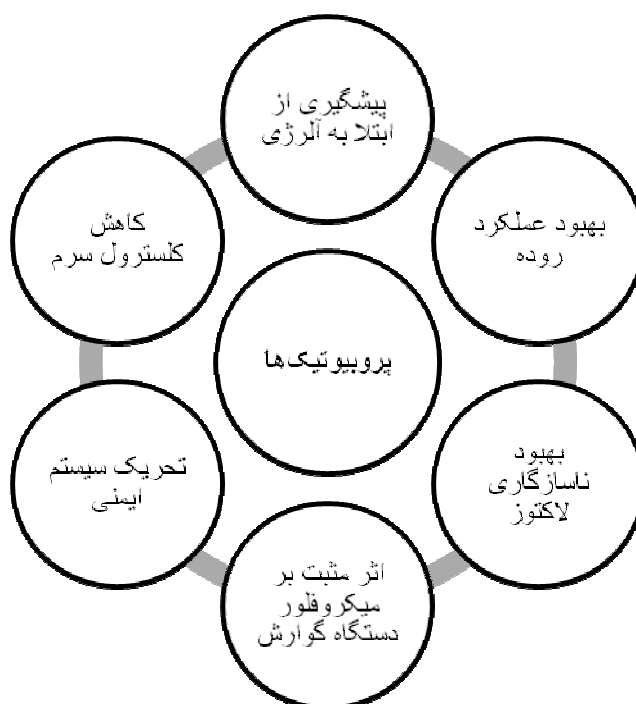 پیشگیری از
ابتلا به آلرژی
بهبود عملکرد
روده
کاهش
کلسترول سرم
پروبیوتیک‌ها
بهبود
ناسازگاری
لاکتوز
تحریک سیستم
ایمنی
اثر مثبت بر
میکروفلور
دستگاه گوارش